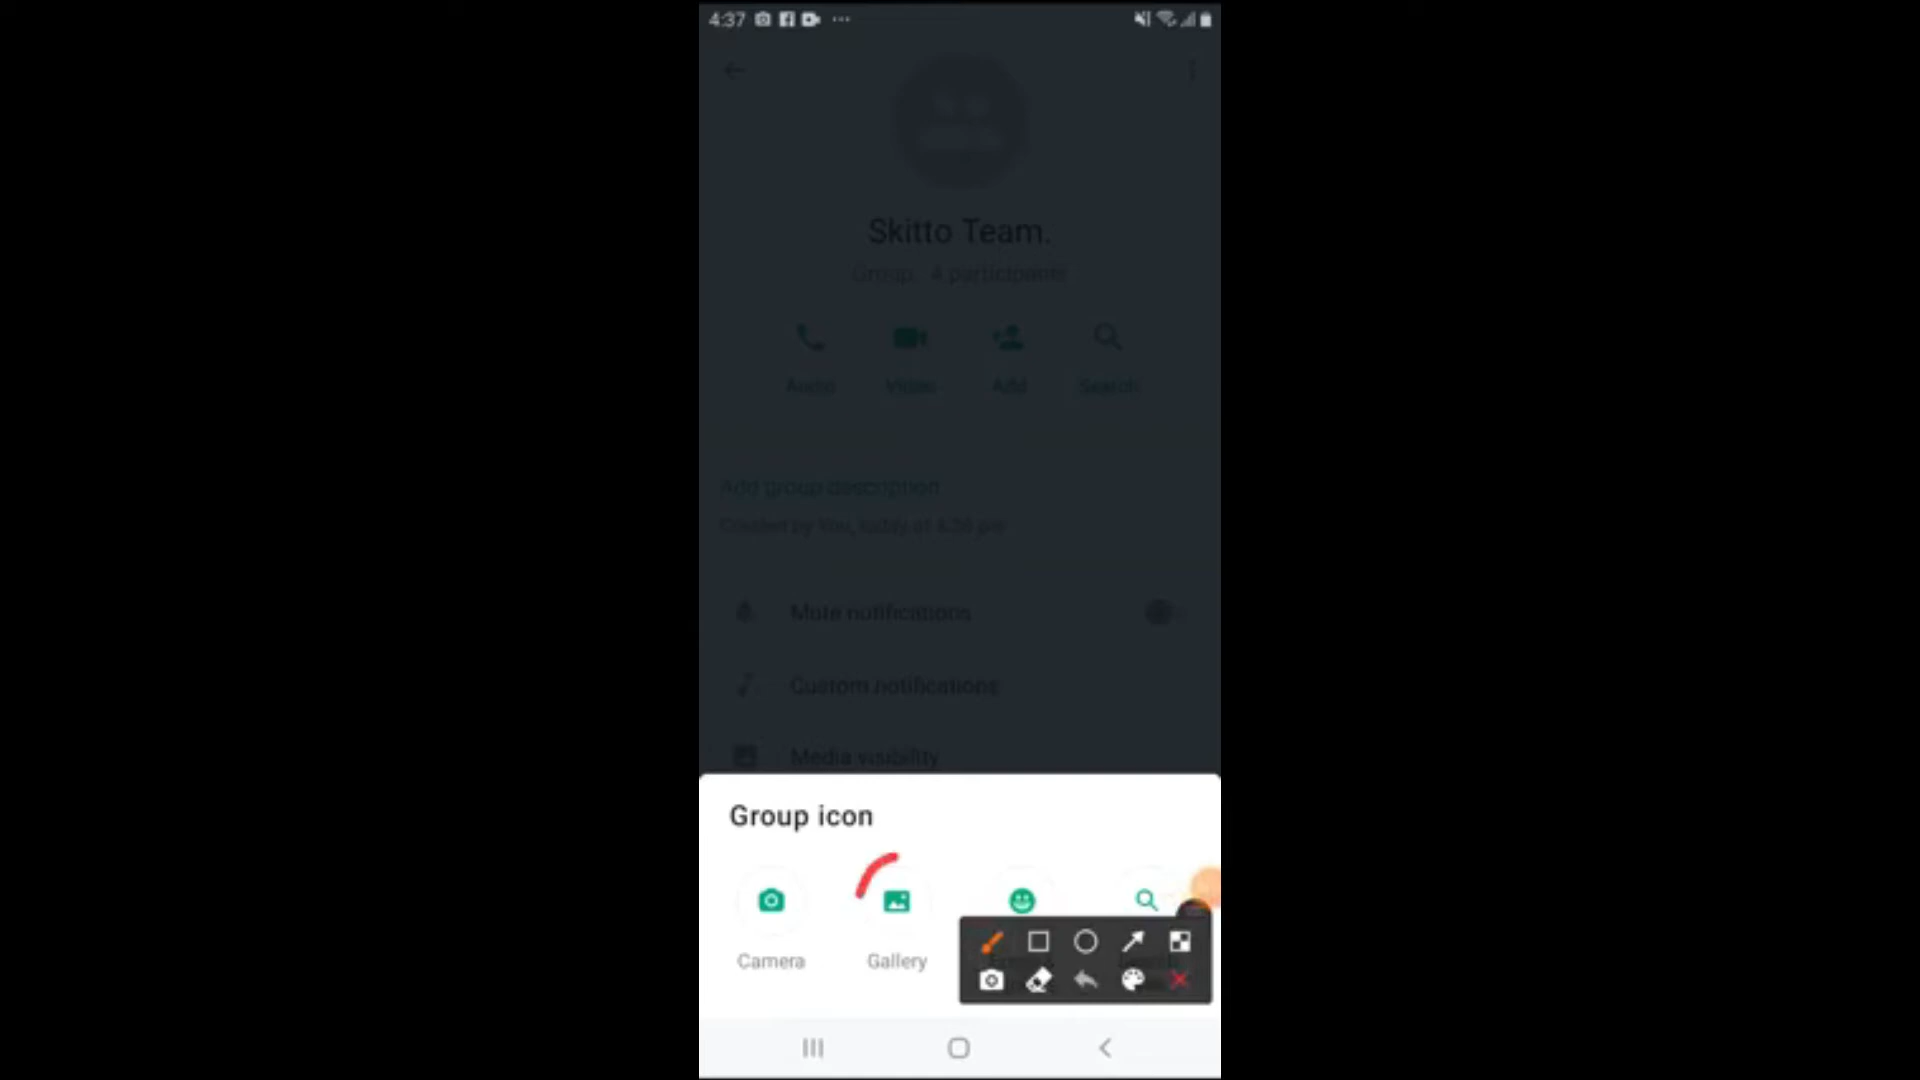 4:37
Skitto Team.
Group · 4 participants
Audio Video Add Search
Add group description
Created by You, today at 4:36 pm
Mute notifications
Custom notifications
Media visibility
Group icon
Camera Gallery